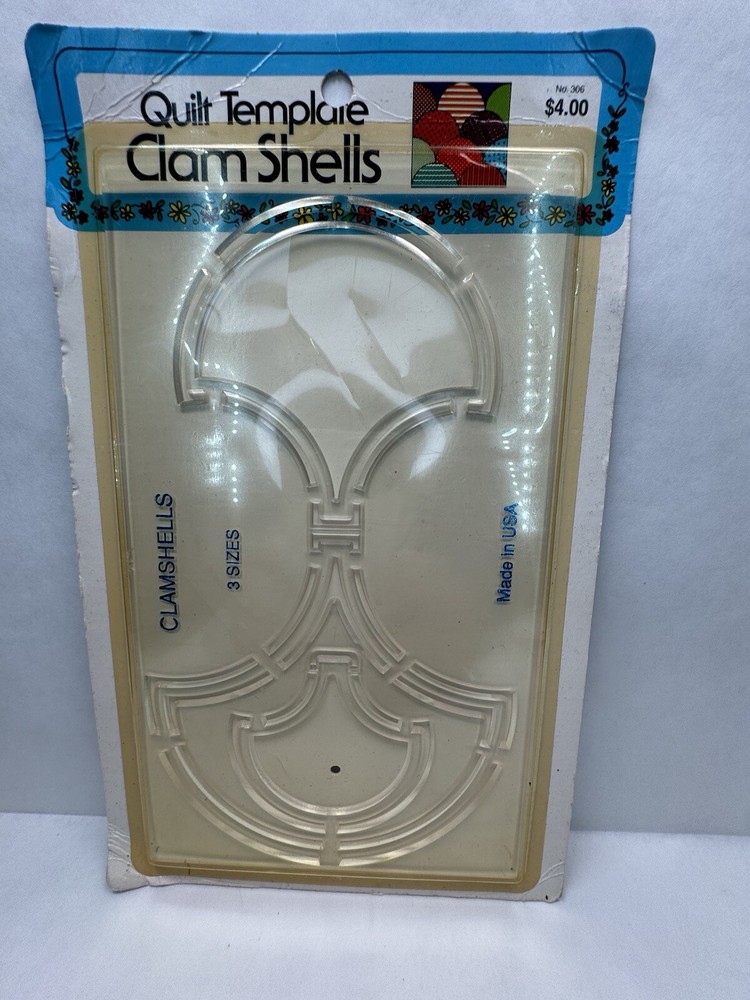 No. 306
$4.00
Quilt Template
Clam Shells
CLAMSHELLS
3 SIZES
Made in USA